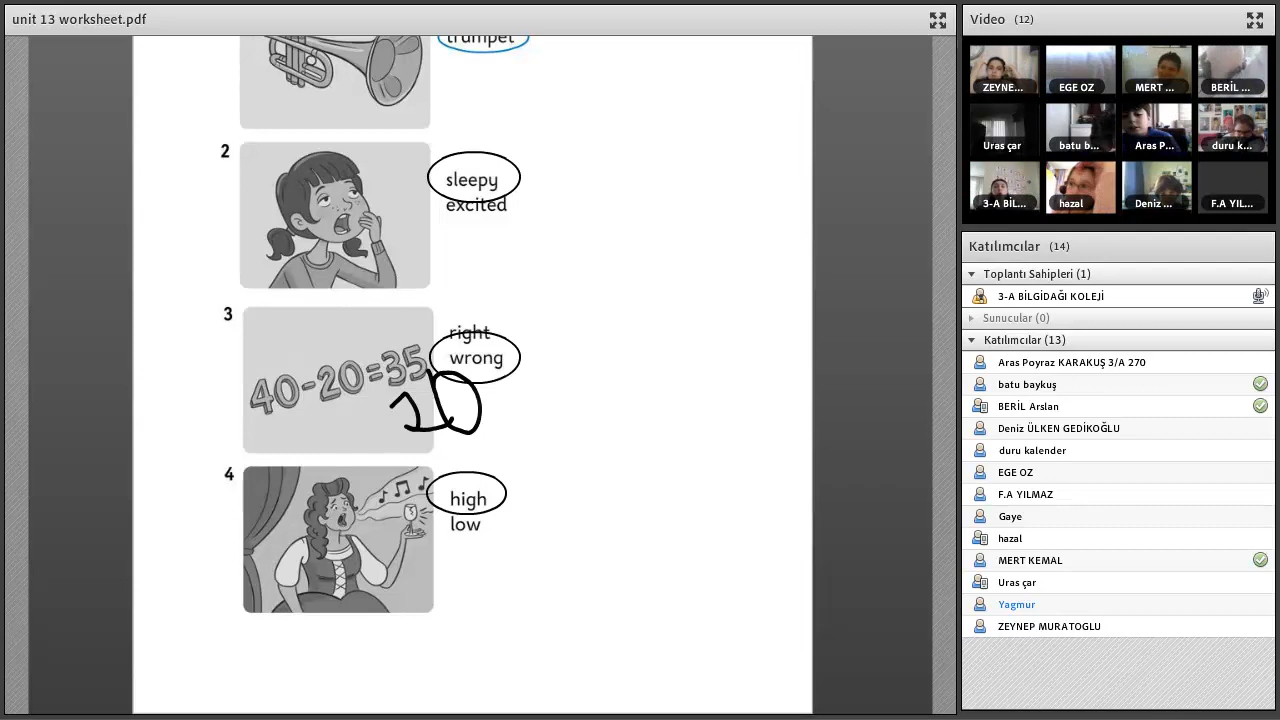 unit 13 worksheet.pdf
trumpet
2
sleepy
excited
3
right
wrong
40-20=35
20
4
high
low
Video (12)
ZEYNE...
EGE OZ
MERT ...
BERİL ...
Uras çar
batu b...
Aras P...
duru k...
3-A BİL...
hazal
Deniz ...
F.A YIL...
Katılımcılar (14)
Toplantı Sahipleri (1)
3-A BİLGİDAĞI KOLEJİ
Sunucular (0)
Katılımcılar (13)
Aras Poyraz KARAKUŞ 3/A 270
batu baykuş
BERİL Arslan
Deniz ÜLKEN GEDİKOĞLU
duru kalender
EGE OZ
F.A YILMAZ
Gaye
hazal
MERT KEMAL
Uras çar
Yagmur
ZEYNEP MURATOGLU